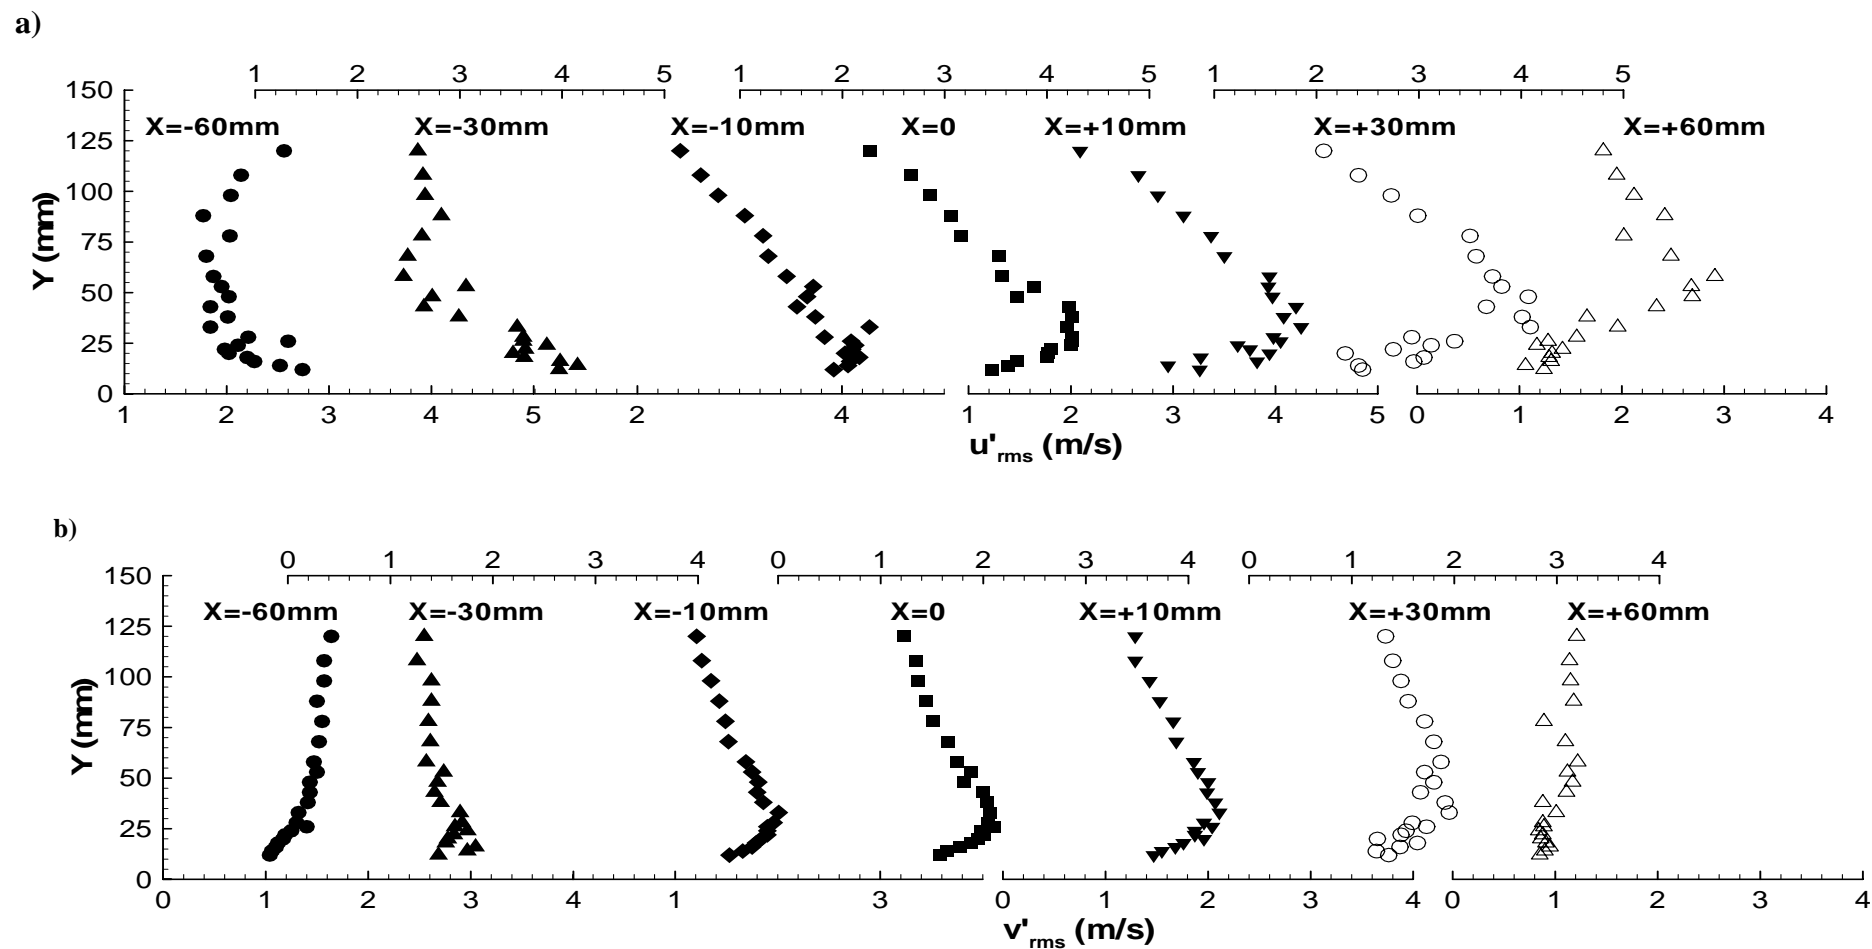 a)
1 2 3 4 5 1 2 3 4 5 1 2 3 4 5
150
X=-60mm X=-30mm X=-10mm X=0 X=+10mm X=+30mm X=+60mm
125
100
75
50
25
0
Y (mm)
1 2 3 4 5 2 4 1 2 3 4 5 0 1 2 3 4
u'rms (m/s)
b)
0 1 2 3 4 0 1 2 3 4 0 1 2 3 4
150
X=-60mm X=-30mm X=-10mm X=0 X=+10mm X=+30mm X=+60mm
125
100
75
50
25
0
Y (mm)
0 1 2 3 4 1 3 0 1 2 3 4 0 1 2 3 4
v'rms (m/s)